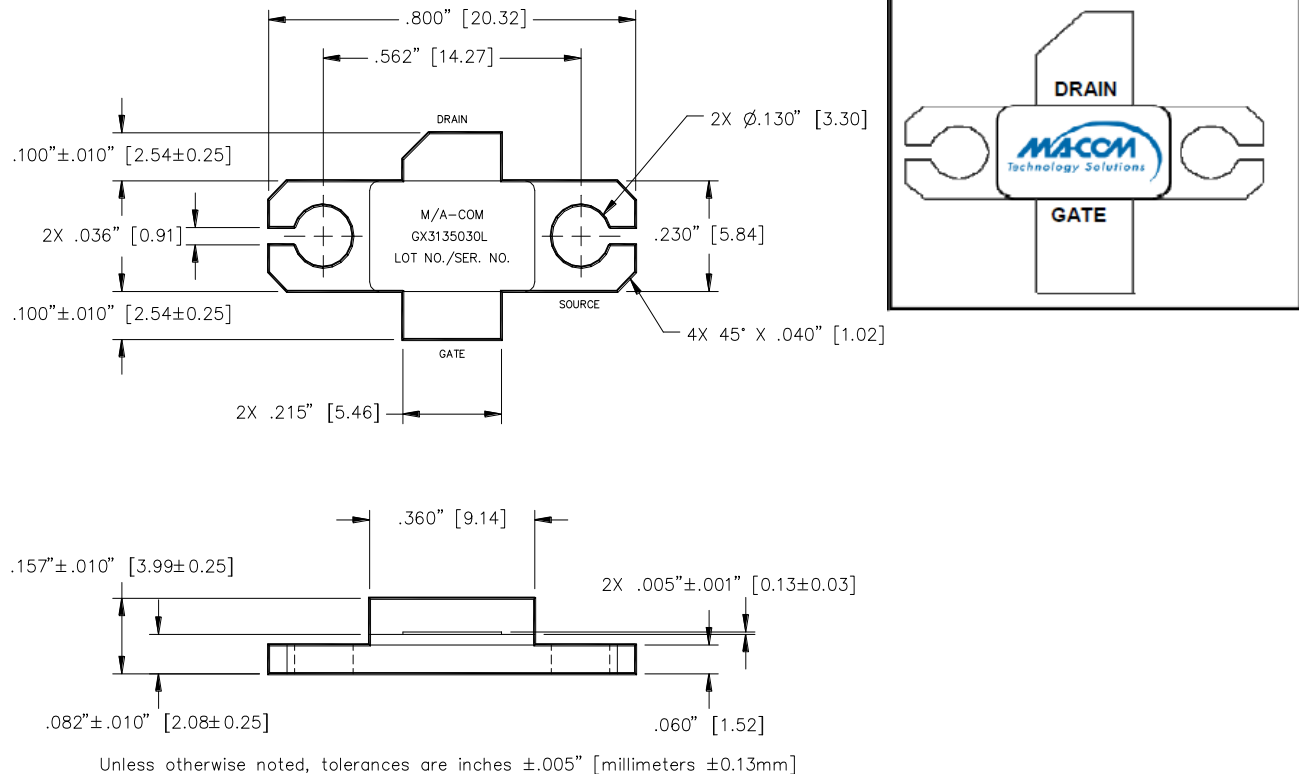 .800" [20.32]
.562" [14.27]
DRAIN
2X Ø.130" [3.30]
.100"±.010" [2.54±0.25]
M/A-COM
GX3135030L
LOT NO./SER. NO.
2X .036" [0.91]
.230" [5.84]
.100"±.010" [2.54±0.25]
SOURCE
4X 45° X .040" [1.02]
GATE
2X .215" [5.46]
DRAIN
MACOM
Technology Solutions
GATE
.360" [9.14]
.157"±.010" [3.99±0.25]
2X .005"±.001" [0.13±0.03]
.082"±.010" [2.08±0.25]
.060" [1.52]
Unless otherwise noted, tolerances are inches ±.005" [millimeters ±0.13mm]